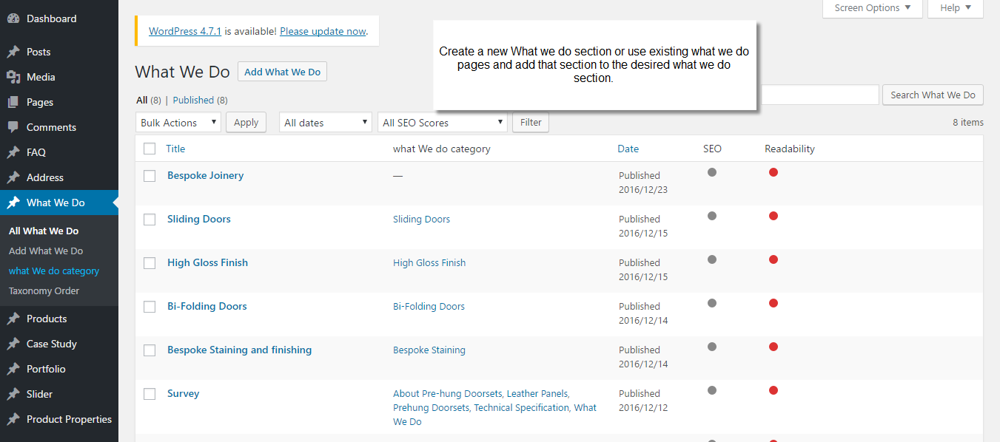 Dashboard
Posts
Media
Pages
Comments
FAQ
Address
What We Do
All What We Do
Add What We Do
what We do category
Taxonomy Order
Products
Case Study
Portfolio
Slider
Product Properties
Screen Options
Help
WordPress 4.7.1 is available! Please update now.
Create a new What we do section or use existing what we do
pages and add that section to the desired what we do
section.
What We Do
Add What We Do
All (8) | Published (8)
Search What We Do
Bulk Actions
Apply
All dates
All SEO Scores
Filter
8 items
Title what We do category Date SEO Readability
Bespoke Joinery — Published
2016/12/23
Sliding Doors Sliding Doors Published
2016/12/15
High Gloss Finish High Gloss Finish Published
2016/12/15
Bi-Folding Doors Bi-Folding Doors Published
2016/12/14
Bespoke Staining and finishing Bespoke Staining Published
2016/12/14
Survey About Pre-hung Doorsets, Leather Panels, Published
Prehung Doorsets, Technical Specification, What 2016/12/12
We Do